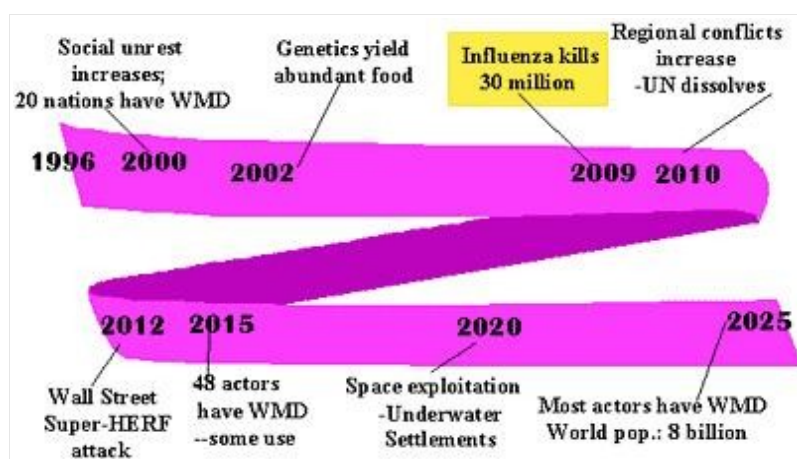 Social unrest
increases;
20 nations have WMD
Genetics yield
abundant food
Influenza kills
30 million
Regional conflicts
increase
-UN dissolves
1996
2000
2002
2009
2010
2012
2015
2020
2025
Wall Street
Super-HERF
attack
48 actors
have WMD
--some use
Space exploitation
-Underwater
Settlements
Most actors have WMD
World pop.: 8 billion